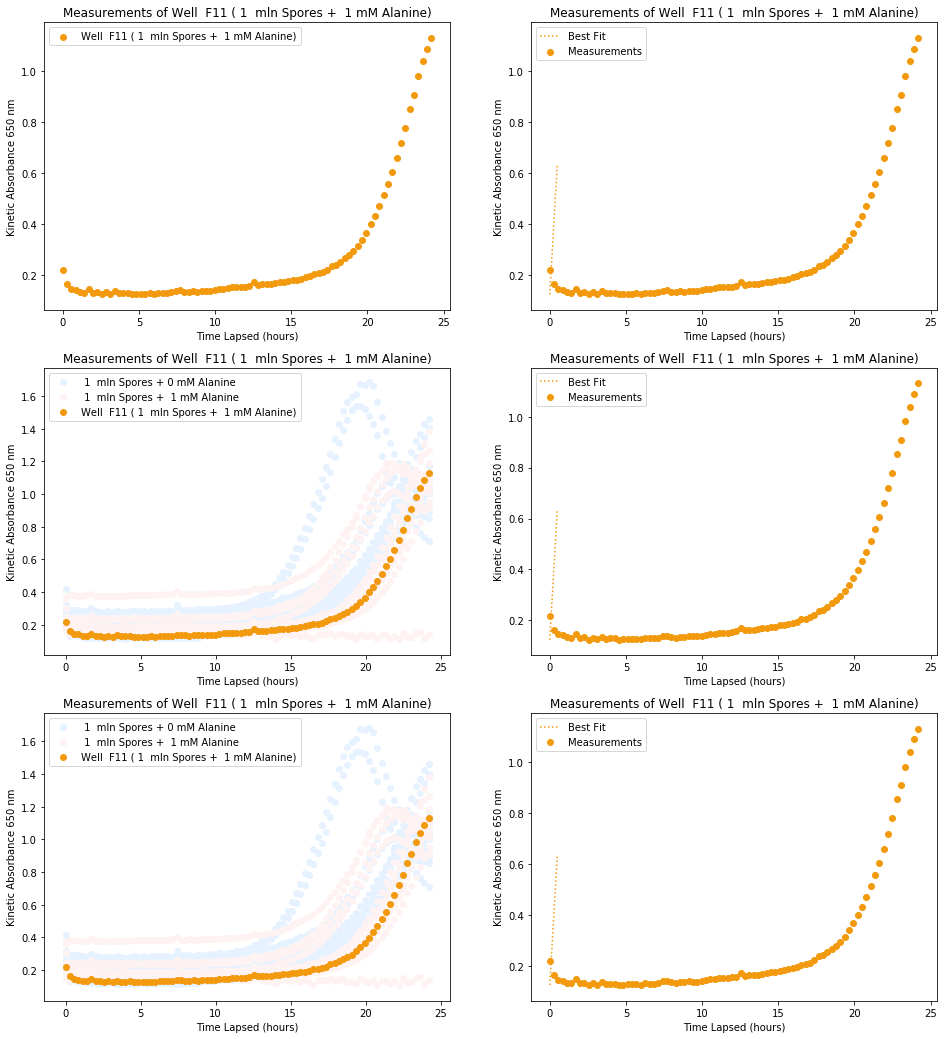 Measurements of Well  F11 ( 1  mln Spores +  1 mM Alanine)
Well  F11 ( 1  mln Spores +  1 mM Alanine)
Kinetic Absorbance 650 nm
1.0
0.8
0.6
0.4
0.2
0 5 10 15 20 25
Time Lapsed (hours)
Measurements of Well  F11 ( 1  mln Spores +  1 mM Alanine)
Best Fit
Measurements
Kinetic Absorbance 650 nm
1.0
0.8
0.6
0.4
0.2
0 5 10 15 20 25
Time Lapsed (hours)
Measurements of Well  F11 ( 1  mln Spores +  1 mM Alanine)
1  mln Spores + 0 mM Alanine
1  mln Spores +  1 mM Alanine
Well  F11 ( 1  mln Spores +  1 mM Alanine)
Kinetic Absorbance 650 nm
1.6
1.4
1.2
1.0
0.8
0.6
0.4
0.2
0 5 10 15 20 25
Time Lapsed (hours)
Measurements of Well  F11 ( 1  mln Spores +  1 mM Alanine)
Best Fit
Measurements
Kinetic Absorbance 650 nm
1.0
0.8
0.6
0.4
0.2
0 5 10 15 20 25
Time Lapsed (hours)
Measurements of Well  F11 ( 1  mln Spores +  1 mM Alanine)
1  mln Spores + 0 mM Alanine
1  mln Spores +  1 mM Alanine
Well  F11 ( 1  mln Spores +  1 mM Alanine)
Kinetic Absorbance 650 nm
1.6
1.4
1.2
1.0
0.8
0.6
0.4
0.2
0 5 10 15 20 25
Time Lapsed (hours)
Measurements of Well  F11 ( 1  mln Spores +  1 mM Alanine)
Best Fit
Measurements
Kinetic Absorbance 650 nm
1.0
0.8
0.6
0.4
0.2
0 5 10 15 20 25
Time Lapsed (hours)